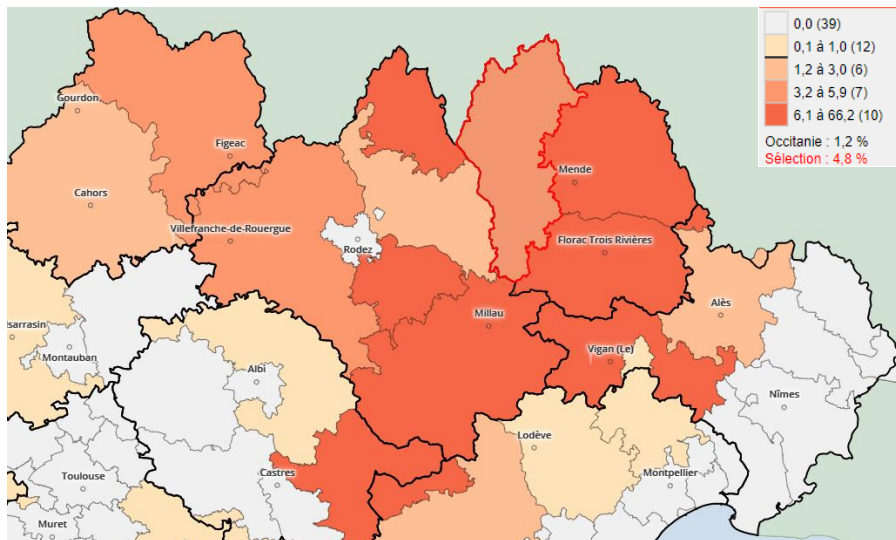 0,0 (39)
0,1 à 1,0 (12)
1,2 à 3,0 (6)
3,2 à 5,9 (7)
6,1 à 66,2 (10)
Occitanie : 1,2 %
Sélection : 4,8 %
Gourdon
Figeac
Mende
Cahors
Villefranche-de-Rouergue
Rodez
Florac Trois Rivières
Millau
Alès
sarrasin
Montauban
Vigan (Le)
Albi
Nîmes
Lodève
Toulouse
Castres
Montpellier
Muret